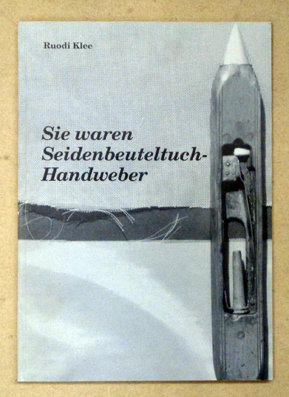 Ruodi Klee
Sie waren
Seidenbeuteltuch-
Handweber